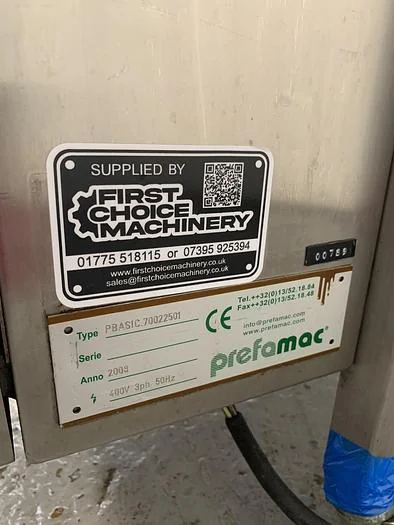 SUPPLIED BY
FIRST
CHOICE
MACHINERY
01775 518115 or 07395 925394
www.firstchoicemachinery.co.uk
sales@firstchoicemachinery.co.uk
Type PBASIC.70022501
Serie
Anno 2009
400V 3ph 50Hz
CE
Tel.++32(0)13/52.18.84
Fax++32(0)13/52.18.48
info@prefamac.com
www.prefamac.com
prefamac®